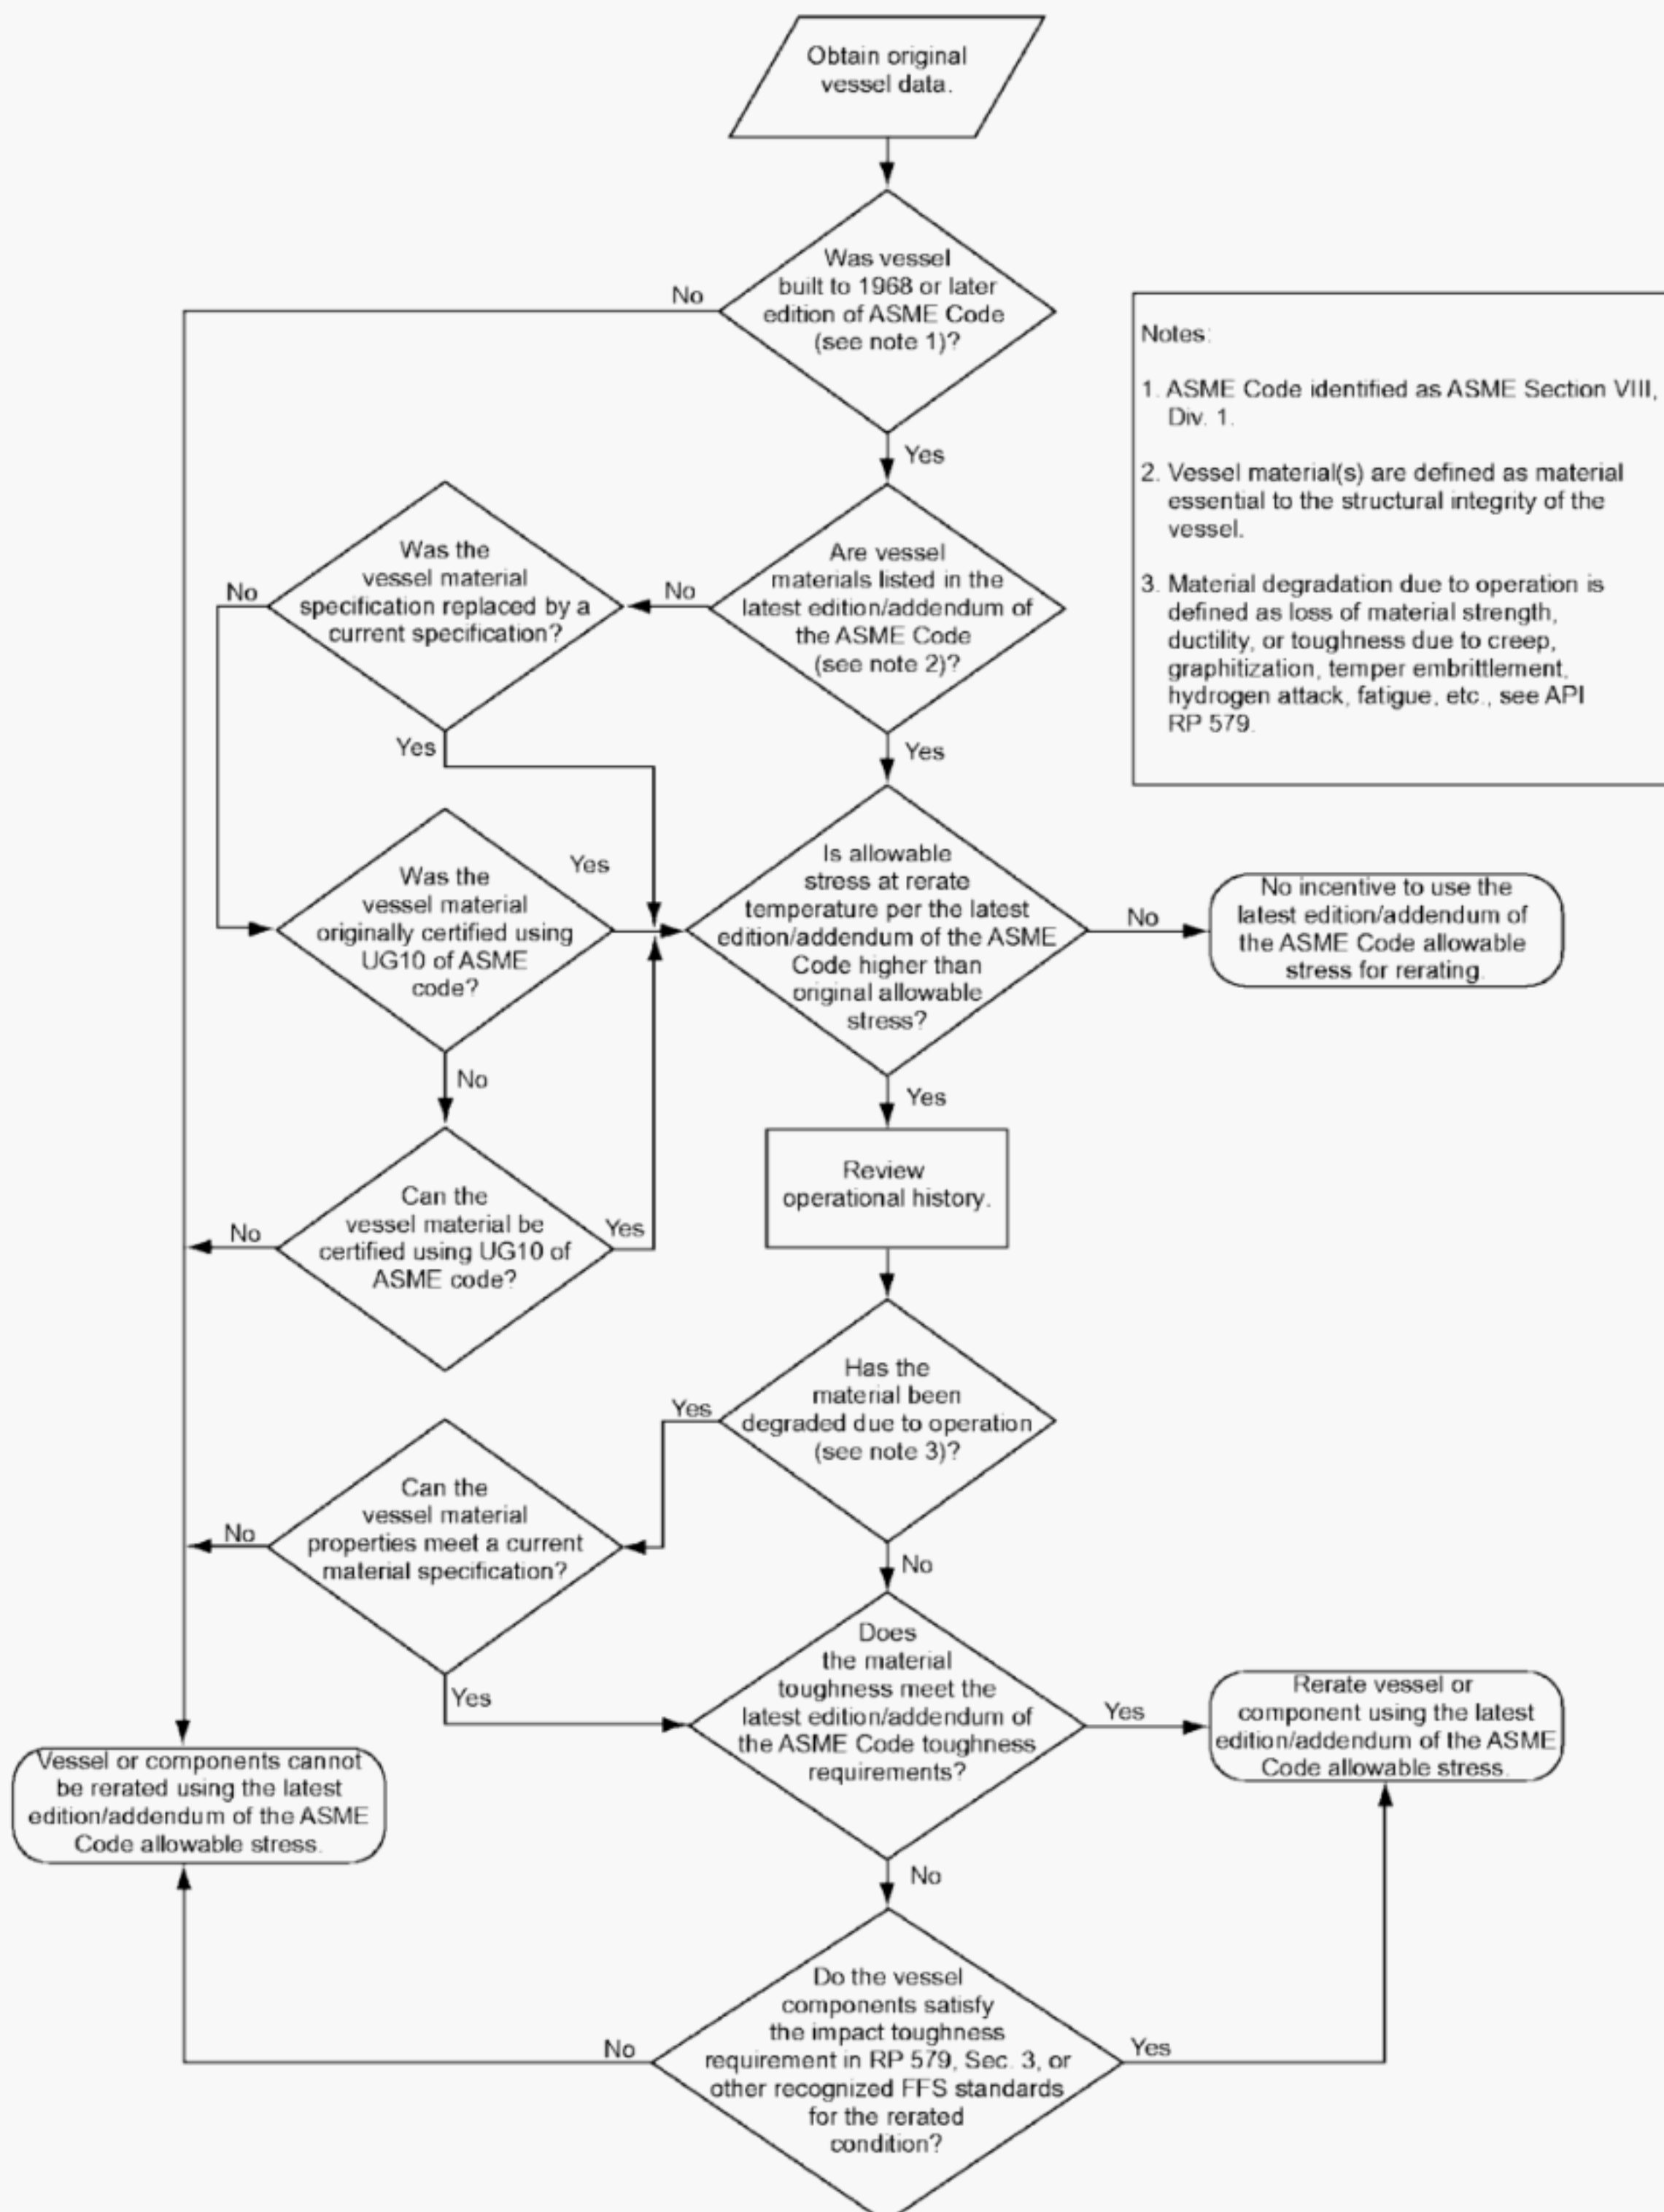 Obtain original
vessel data.
Was vessel
built to 1968 or later
edition of ASME Code
(see note 1)?
No
Yes
Notes:
1. ASME Code identified as ASME Section VIII,
Div. 1.
2. Vessel material(s) are defined as material
essential to the structural integrity of the
vessel.
3. Material degradation due to operation is
defined as loss of material strength,
ductility, or toughness due to creep,
graphitization, temper embrittlement,
hydrogen attack, fatigue, etc., see API
RP 579.
Are vessel
materials listed in the
latest edition/addendum of
the ASME Code
(see note 2)?
No
Yes
Was the
vessel material
specification replaced by a
current specification?
No
Yes
Was the
vessel material
originally certified using
UG10 of ASME
code?
Yes
No
Is allowable
stress at rerate
temperature per the latest
edition/addendum of the ASME
Code higher than
original allowable
stress?
No
Yes
No incentive to use the
latest edition/addendum of
the ASME Code allowable
stress for rerating.
Can the
vessel material be
certified using UG10 of
ASME code?
No
Yes
Review
operational history.
Has the
material been
degraded due to operation
(see note 3)?
Yes
No
Can the
vessel material
properties meet a current
material specification?
No
Yes
Does
the material
toughness meet the
latest edition/addendum of
the ASME Code toughness
requirements?
Yes
No
Rerate vessel or
component using the latest
edition/addendum of the ASME
Code allowable stress.
Vessel or components cannot
be rerated using the latest
edition/addendum of the ASME
Code allowable stress.
Do the vessel
components satisfy
the impact toughness
requirement in RP 579, Sec. 3, or
other recognized FFS standards
for the rerated
condition?
No
Yes